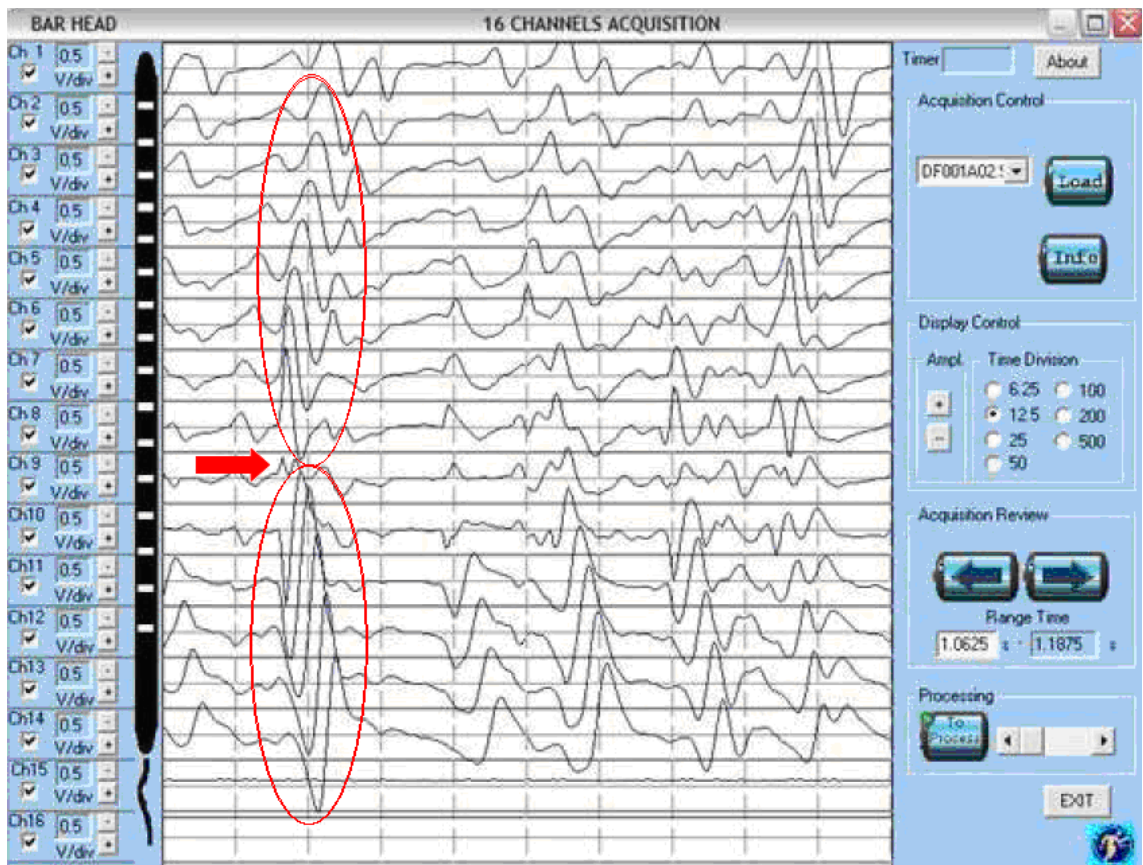 BAR HEAD
16 CHANNELS ACQUISITION
Ch 1 0.5 -
V/div +
Ch 2 0.5 -
V/div +
Ch 3 0.5 -
V/div +
Ch 4 0.5 -
V/div +
Ch 5 0.5 -
V/div +
Ch 6 0.5 -
V/div +
Ch 7 0.5 -
V/div +
Ch 8 0.5 -
V/div +
Ch 9 0.5 -
V/div +
Ch10 0.5 -
V/div +
Ch11 0.5 -
V/div +
Ch12 0.5 -
V/div +
Ch13 0.5 -
V/div +
Ch14 0.5 -
V/div +
Ch15 0.5 -
V/div +
Ch16 0.5 -
V/div +
Timer About
Acquisition Control
DF001A02.S Load
Info
Display Control
Ampl. Time Division
+ 6.25 100
12.5 200
- 25 500
50
Acquisition Review
Range Time
1.0625 s - 1.1875 s
Processing
To
Process
EXIT